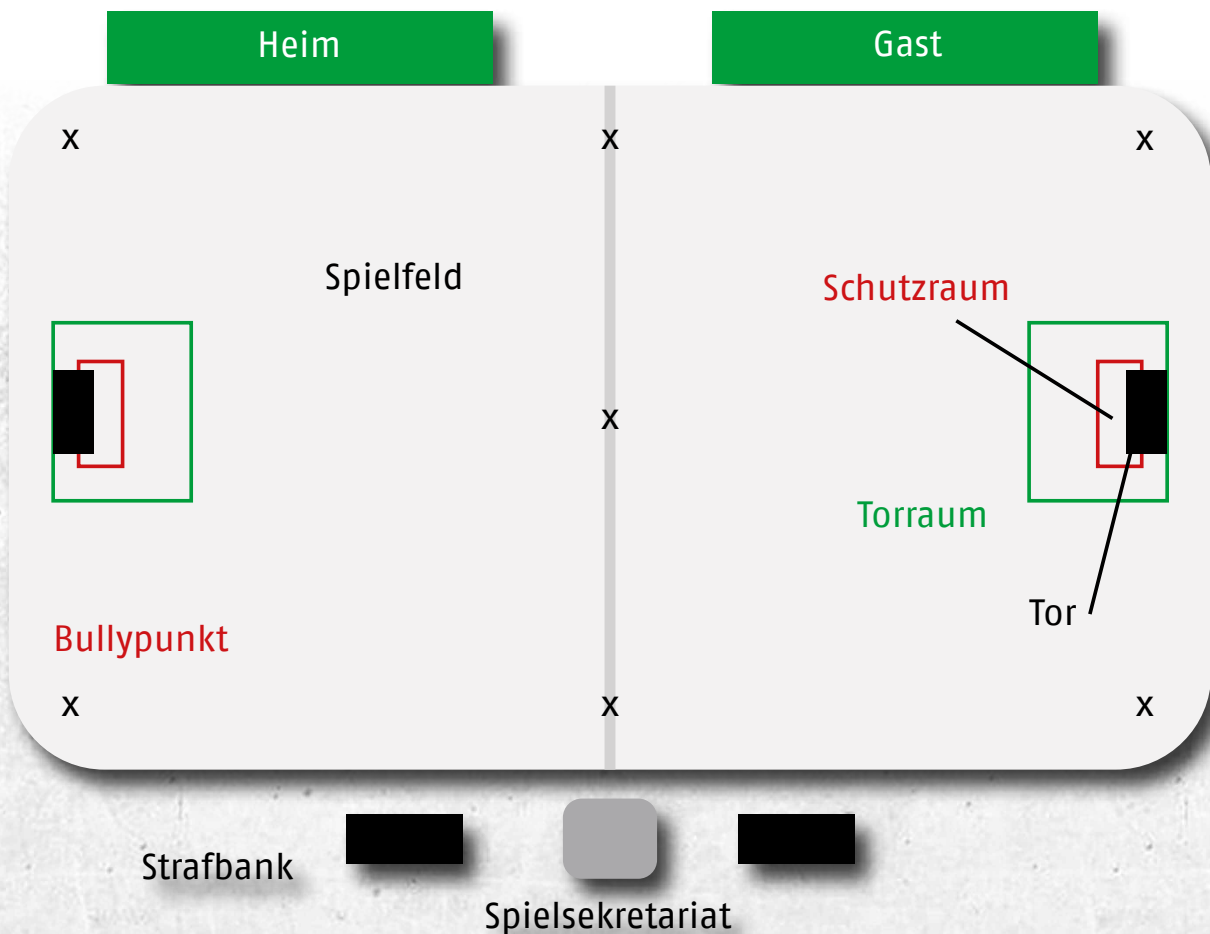 Heim
Gast
x
x
x
Spielfeld
Schutzraum
x
Torraum
Tor
Bullypunkt
x
x
x
Strafbank
Spielsekretariat